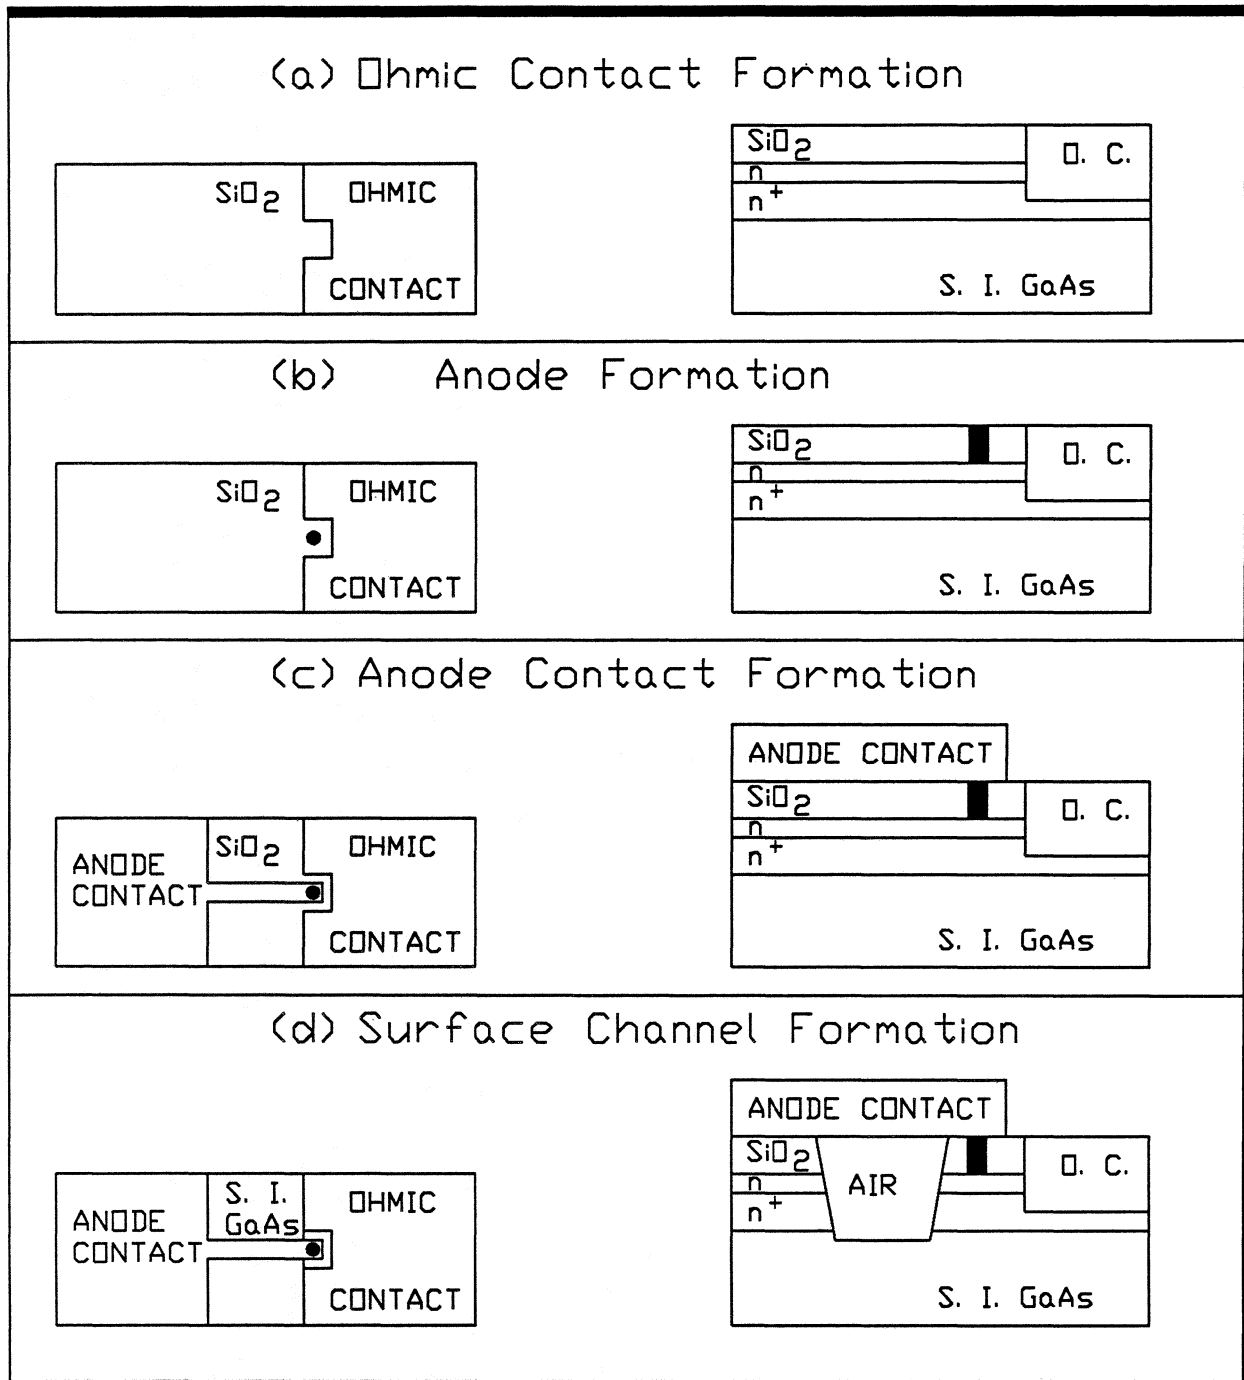 (a) Ohmic Contact Formation
SiO2 OHMIC
CONTACT
SiO2 O. C.
n
n+
S. I. GaAs
(b) Anode Formation
SiO2 OHMIC
CONTACT
SiO2 O. C.
n
n+
S. I. GaAs
(c) Anode Contact Formation
ANODE
CONTACT
SiO2 OHMIC
CONTACT
ANODE CONTACT
SiO2 O. C.
n
n+
S. I. GaAs
(d) Surface Channel Formation
ANODE
CONTACT
S. I.
GaAs
OHMIC
CONTACT
ANODE CONTACT
SiO2 AIR O. C.
n
n+
S. I. GaAs